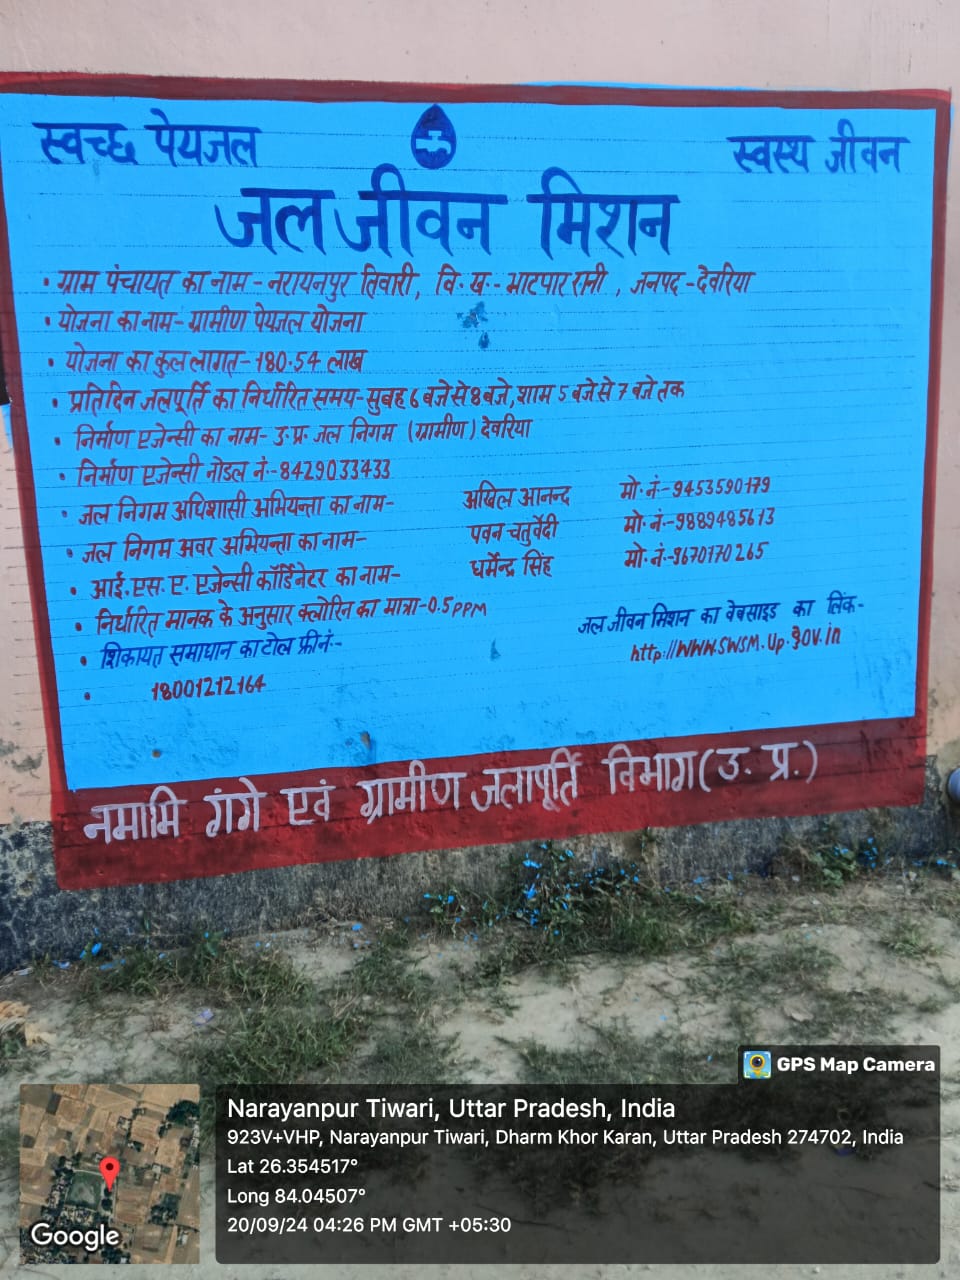 स्वच्छ पेयजल
स्वस्थ जीवन
जल जीवन मिशन
• ग्राम पंचायत का नाम - नरायनपुर तिवारी, वि.ख.- भाटपार रानी, जनपद - देवरिया
• योजना का नाम - ग्रामीण पेयजल योजना
• योजना का कुल लागत - 180.54 लाख
• प्रतिदिन जलपूर्ति का निर्धारित समय - सुबह 6 बजे से 8 बजे, शाम 5 बजे से 7 बजे तक
• निर्माण एजेन्सी का नाम - उ.प्र. जल निगम (ग्रामीण) देवरिया
• निर्माण एजेन्सी नोडल नं.- 8429033433
• जल निगम अधिशासी अभियन्ता का नाम - अखिल आनन्द मो.नं.- 9453590179
• जल निगम अवर अभियन्ता का नाम - पवन चतुर्वेदी मो.नं.- 9889485613
• आई.एस.ए. एजेन्सी कॉर्डिनेटर का नाम - धर्मेन्द्र सिंह मो.नं.- 9670170265
• निर्धारित मानक के अनुसार क्लोरिन का मात्रा - 0.5 PPM
• शिकायत समाधान का टोल फ्री नं.-
• 18001212164
जल जीवन मिशन का वेबसाइड का लिंक -
http://www.swsm.up.gov.in
नमामि गंगे एवं ग्रामीण जलापूर्ति विभाग (उ. प्र.)
GPS Map Camera
Narayanpur Tiwari, Uttar Pradesh, India
923V+VHP, Narayanpur Tiwari, Dharm Khor Karan, Uttar Pradesh 274702, India
Lat 26.354517°
Long 84.04507°
20/09/24 04:26 PM GMT +05:30
Google